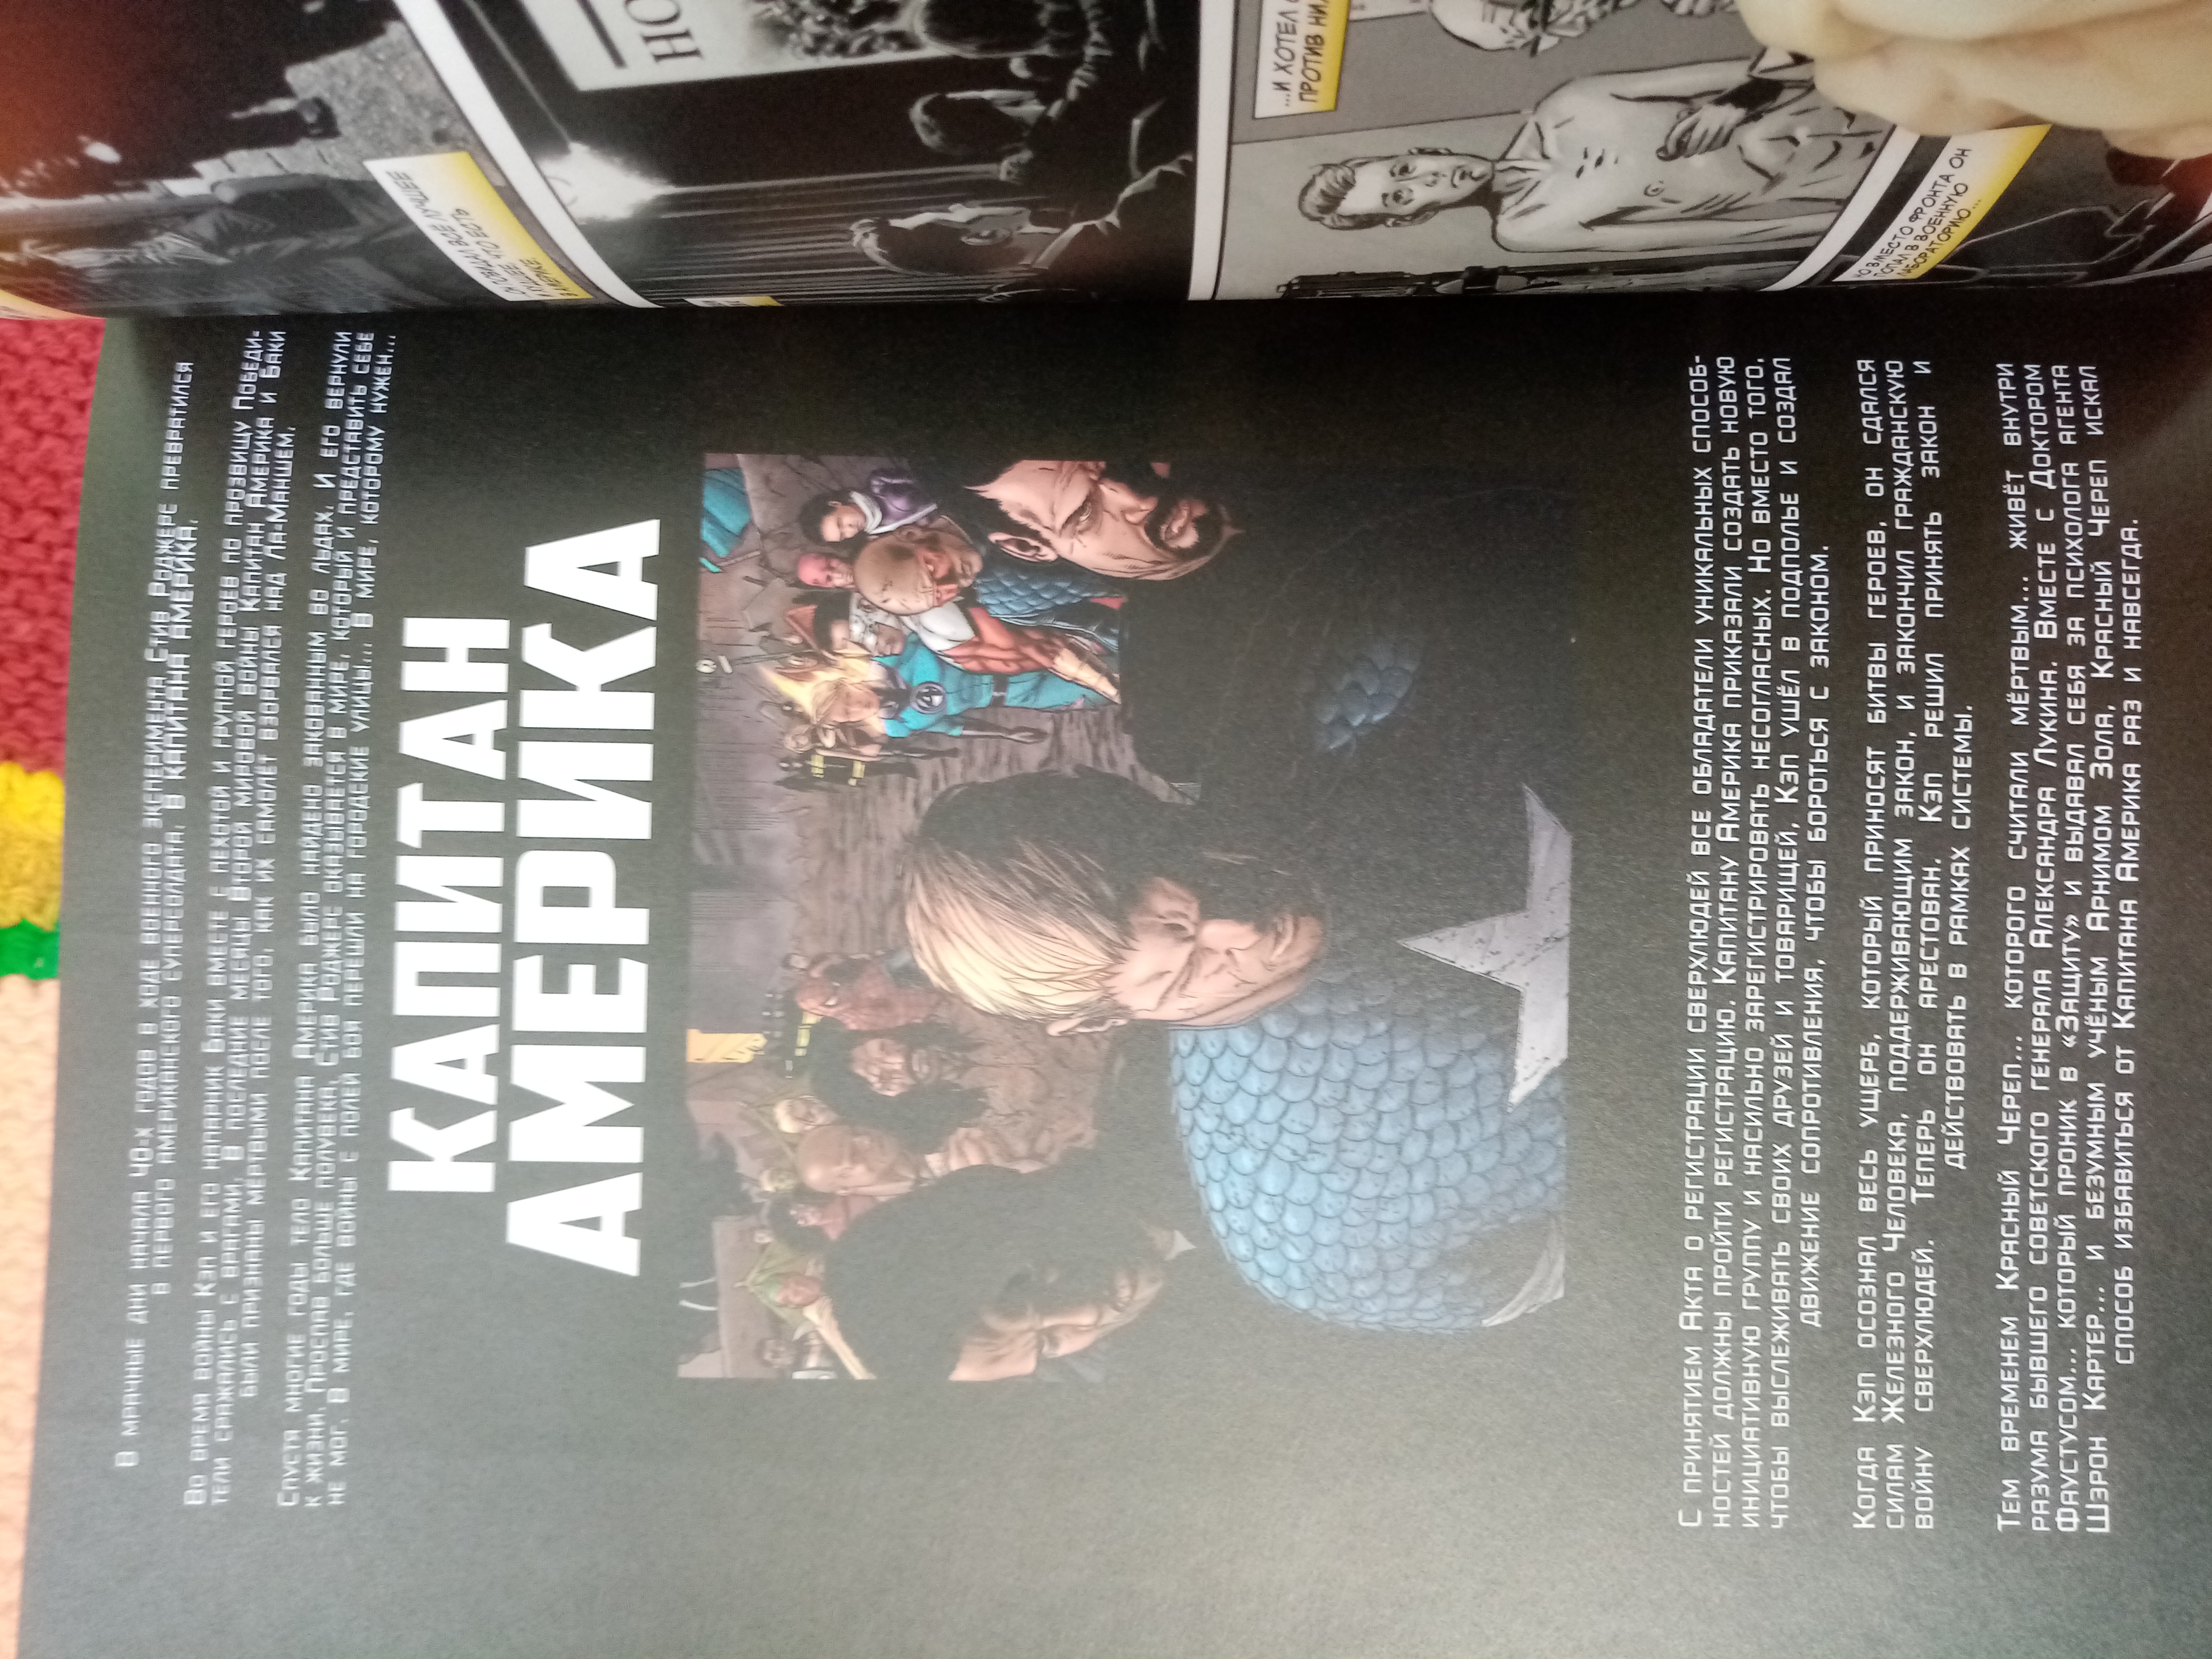 В мрачные дни начала 40-х годов в ходе военного эксперимента Стив Роджерс превратился
в первого американского суперсолдата, в КАПИТАНА АМЕРИКА.
Во время войны Кэп и его напарник Баки вместе с пехотой и группой героев по прозвищу Победи-
тели сражались с врагами. В последние месяцы Второй мировой войны Капитан Америка и Баки
были признаны мёртвыми после того, как их самолёт взорвался над Ла-Маншем.
Спустя многие годы тело Капитана Америка было найдено закованным во льдах. И его вернули
к жизни. Проспав больше полувека, Стив Роджерс оказывается в мире, который и представить себе
не мог. В мире, где войны с полей боя перешли на городские улицы... В мире, которому нужен...
КАПИТАН
АМЕРИКА
4
С принятием Акта о регистрации сверхлюдей все обладатели уникальных способ-
ностей должны пройти регистрацию. Капитану Америка приказали создать новую
инициативную группу и насильно зарегистрировать несогласных. Но вместо того,
чтобы выслеживать своих друзей и товарищей, Кэп ушёл в подполье и создал
движение сопротивления, чтобы бороться с законом.
Когда Кэп осознал весь ущерб, который приносят битвы героев, он сдался
силам Железного Человека, поддерживающим закон, и закончил гражданскую
войну сверхлюдей. Теперь он арестован. Кэп решил принять закон и
действовать в рамках системы.
Тем временем Красный Череп... которого считали мёртвым... живёт внутри
разума бывшего советского генерала Александра Лукина. Вместе с Доктором
Фаустусом... который проник в «Защиту» и выдавал себя за психолога агента
Шэрон Картер... и безумным учёным Арнимом Зола, Красный Череп искал
способ избавиться от Капитана Америка раз и навсегда.
ОН ПОВИДАЛ ВСЁ ЛУЧШЕЕ
И ХУДШЕЕ, ЧТО ЕСТЬ
В АМЕРИКЕ.
НО
...И ХОТЕЛ
ПРОТИВ
НО ВМЕСТО ФРОНТА ОН
ПОПАЛ В ВОЕННУЮ
ЛАБОРАТОРИЮ...